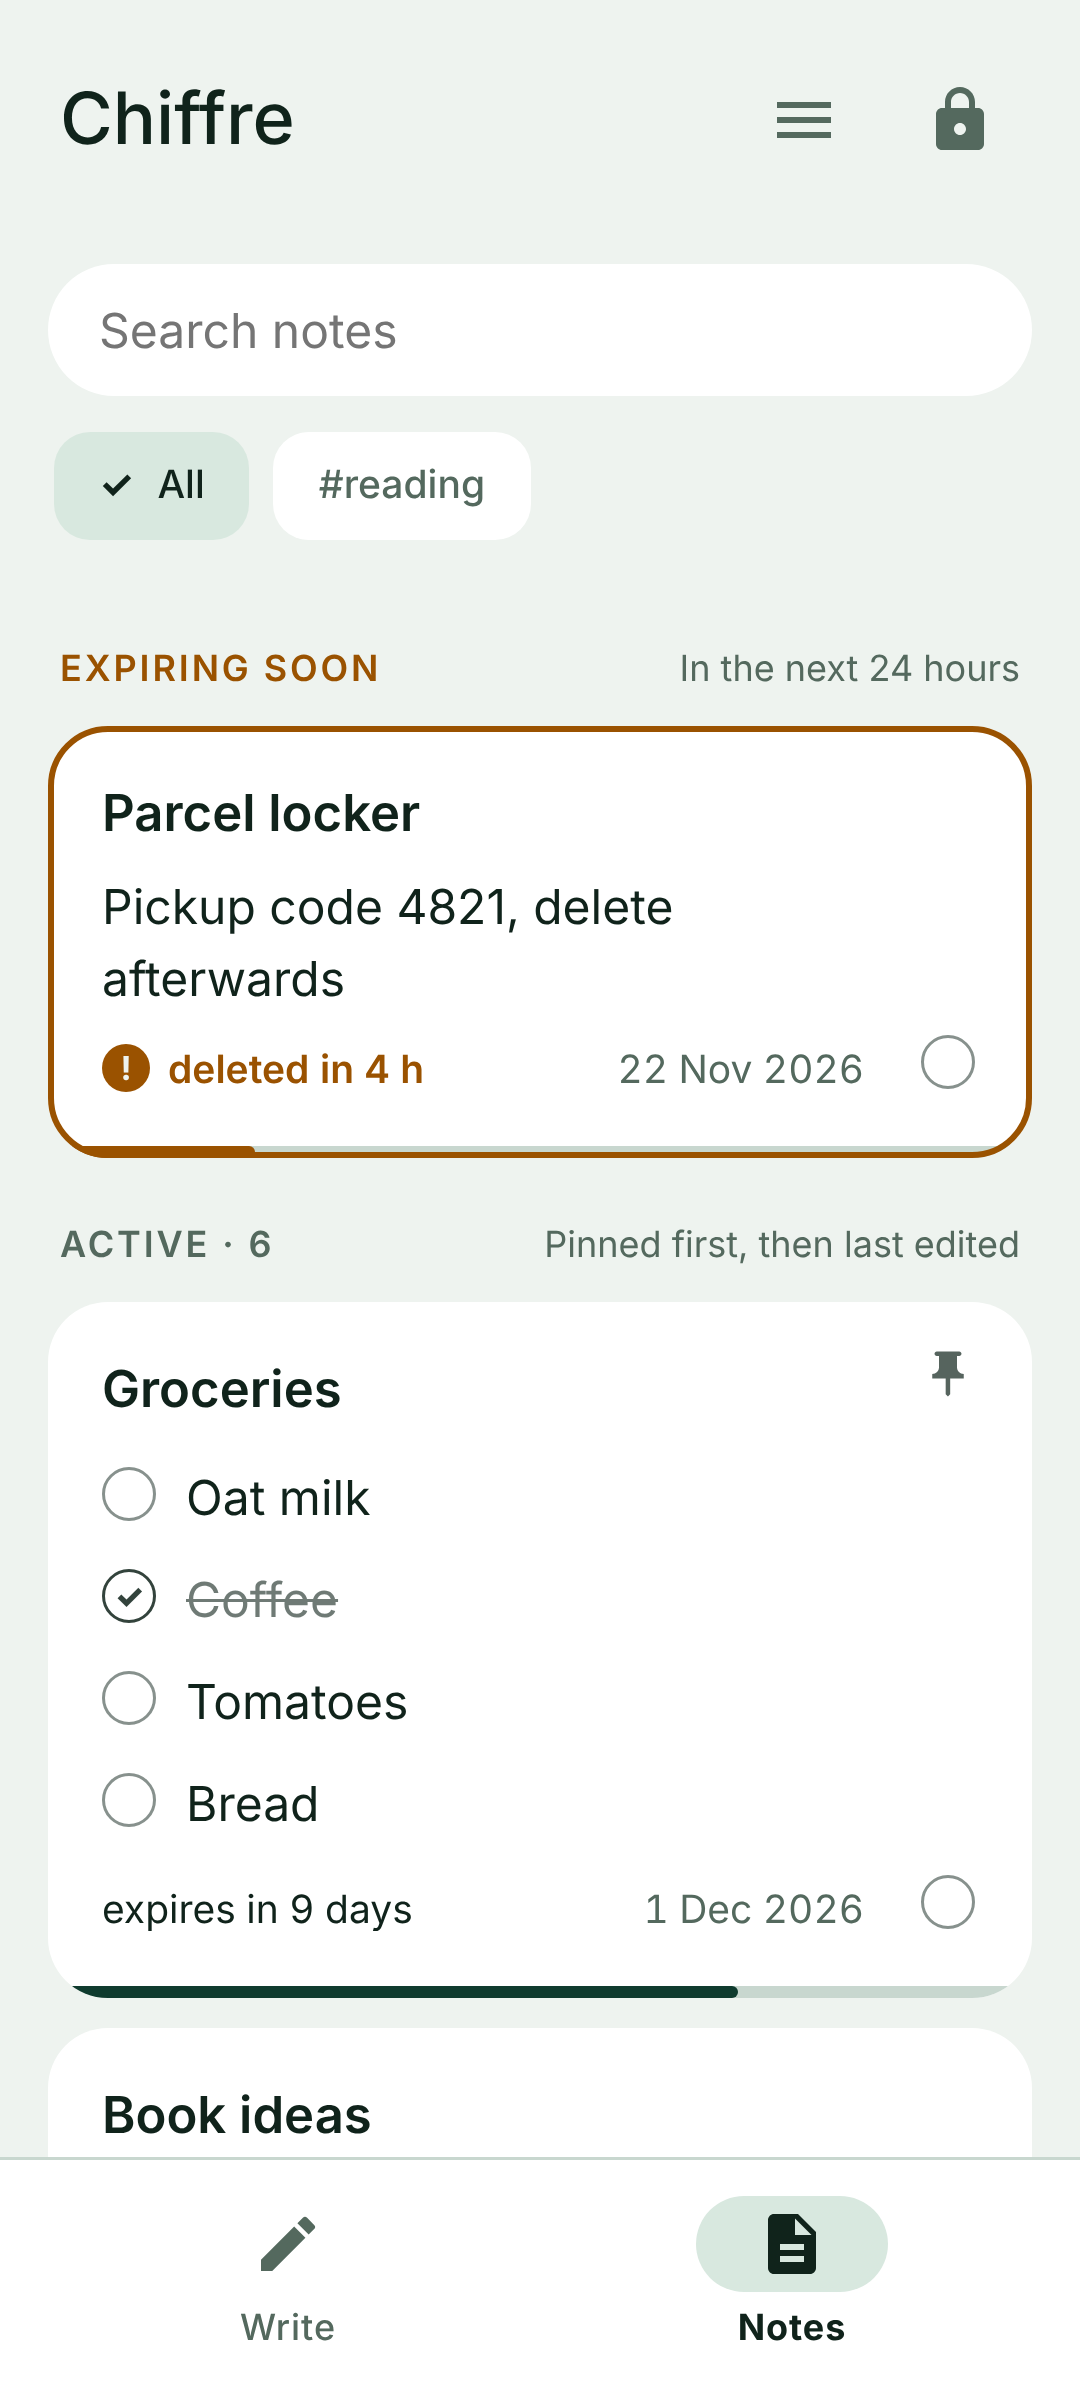 Chiffre
Search notes
All
#reading
EXPIRING SOON
In the next 24 hours
Parcel locker
Pickup code 4821, delete
afterwards
! deleted in 4 h
22 Nov 2026
ACTIVE · 6
Pinned first, then last edited
Groceries
Oat milk
Coffee
Tomatoes
Bread
expires in 9 days
1 Dec 2026
Book ideas
Write
Notes